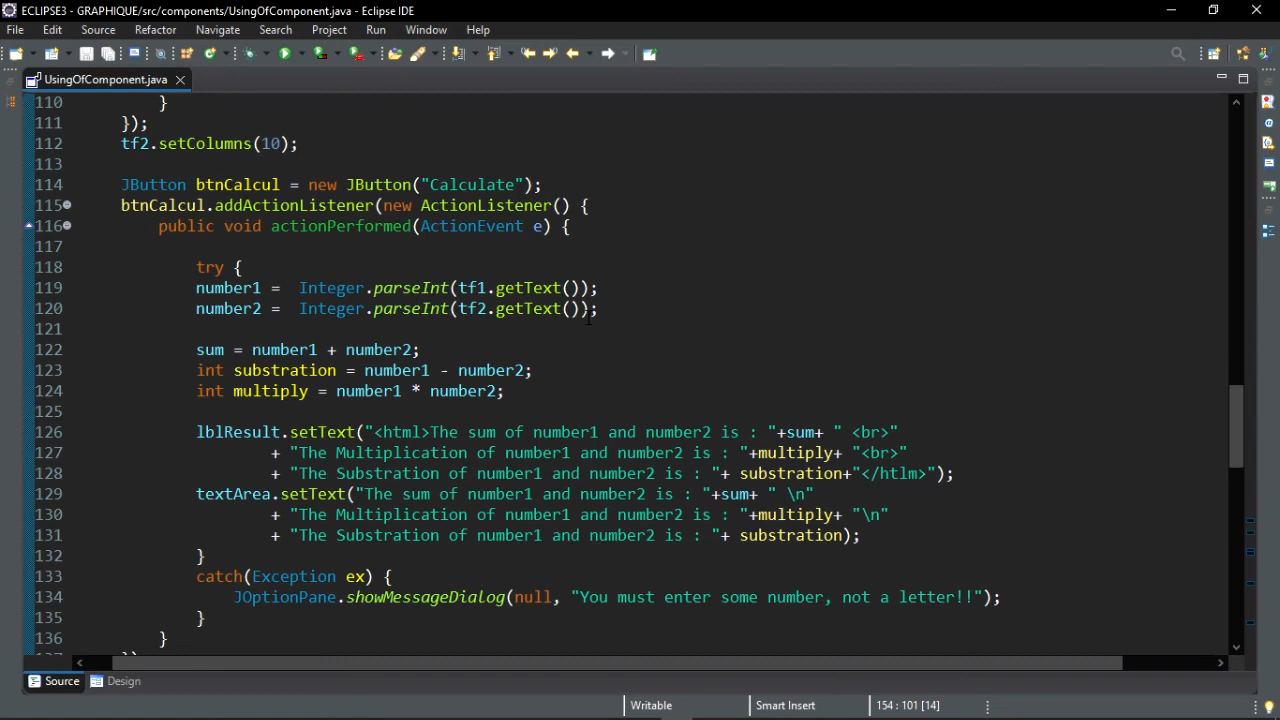 ECLIPSE3 - GRAPHIQUE/src/components/UsingOfComponent.java - Eclipse IDE
File Edit Source Refactor Navigate Search Project Run Window Help
UsingOfComponent.java
110 }
111 });
112 tf2.setColumns(10);
113
114 JButton btnCalcul = new JButton("Calculate");
115 btnCalcul.addActionListener(new ActionListener() {
116 public void actionPerformed(ActionEvent e) {
117
118 try {
119 number1 =  Integer.parseInt(tf1.getText());
120 number2 =  Integer.parseInt(tf2.getText());
121
122 sum = number1 + number2;
123 int substration = number1 - number2;
124 int multiply = number1 * number2;
125
126 lblResult.setText("<html>The sum of number1 and number2 is : "+sum+ " <br>"
127 + "The Multiplication of number1 and number2 is : "+multiply+ "<br>"
128 + "The Substration of number1 and number2 is : "+ substration+"</htlm>");
129 textArea.setText("The sum of number1 and number2 is : "+sum+ " \n"
130 + "The Multiplication of number1 and number2 is : "+multiply+ "\n"
131 + "The Substration of number1 and number2 is : "+ substration);
132 }
133 catch(Exception ex) {
134 JOptionPane.showMessageDialog(null, "You must enter some number, not a letter!!");
135 }
136 }
Source Design
Writable Smart Insert 154 : 101 [14]